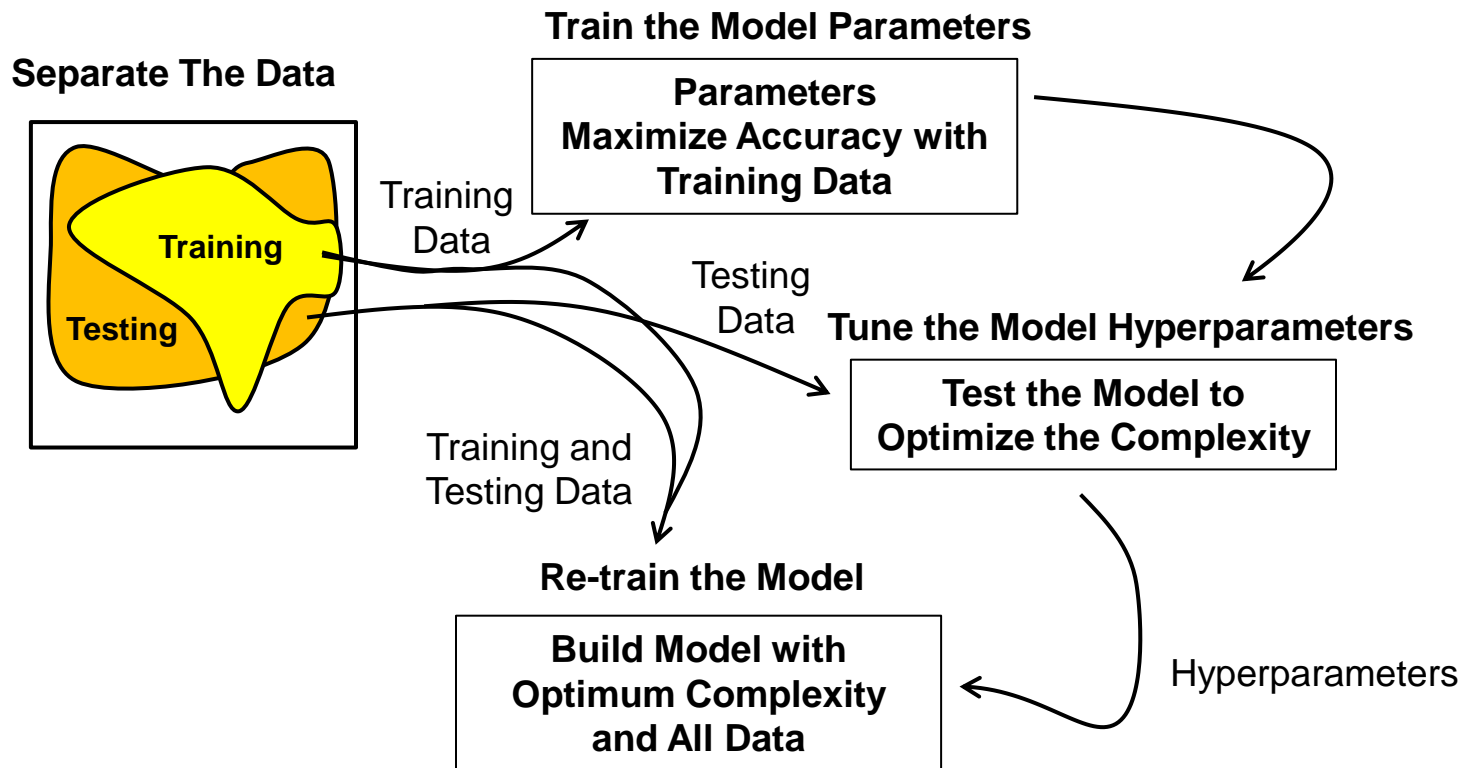 Train the Model Parameters
Separate The Data
Parameters
Maximize Accuracy with
Training Data
Training
Data
Training
Testing
Testing
Data
Tune the Model Hyperparameters
Test the Model to
Optimize the Complexity
Training and
Testing Data
Re-train the Model
Build Model with
Optimum Complexity
and All Data
Hyperparameters